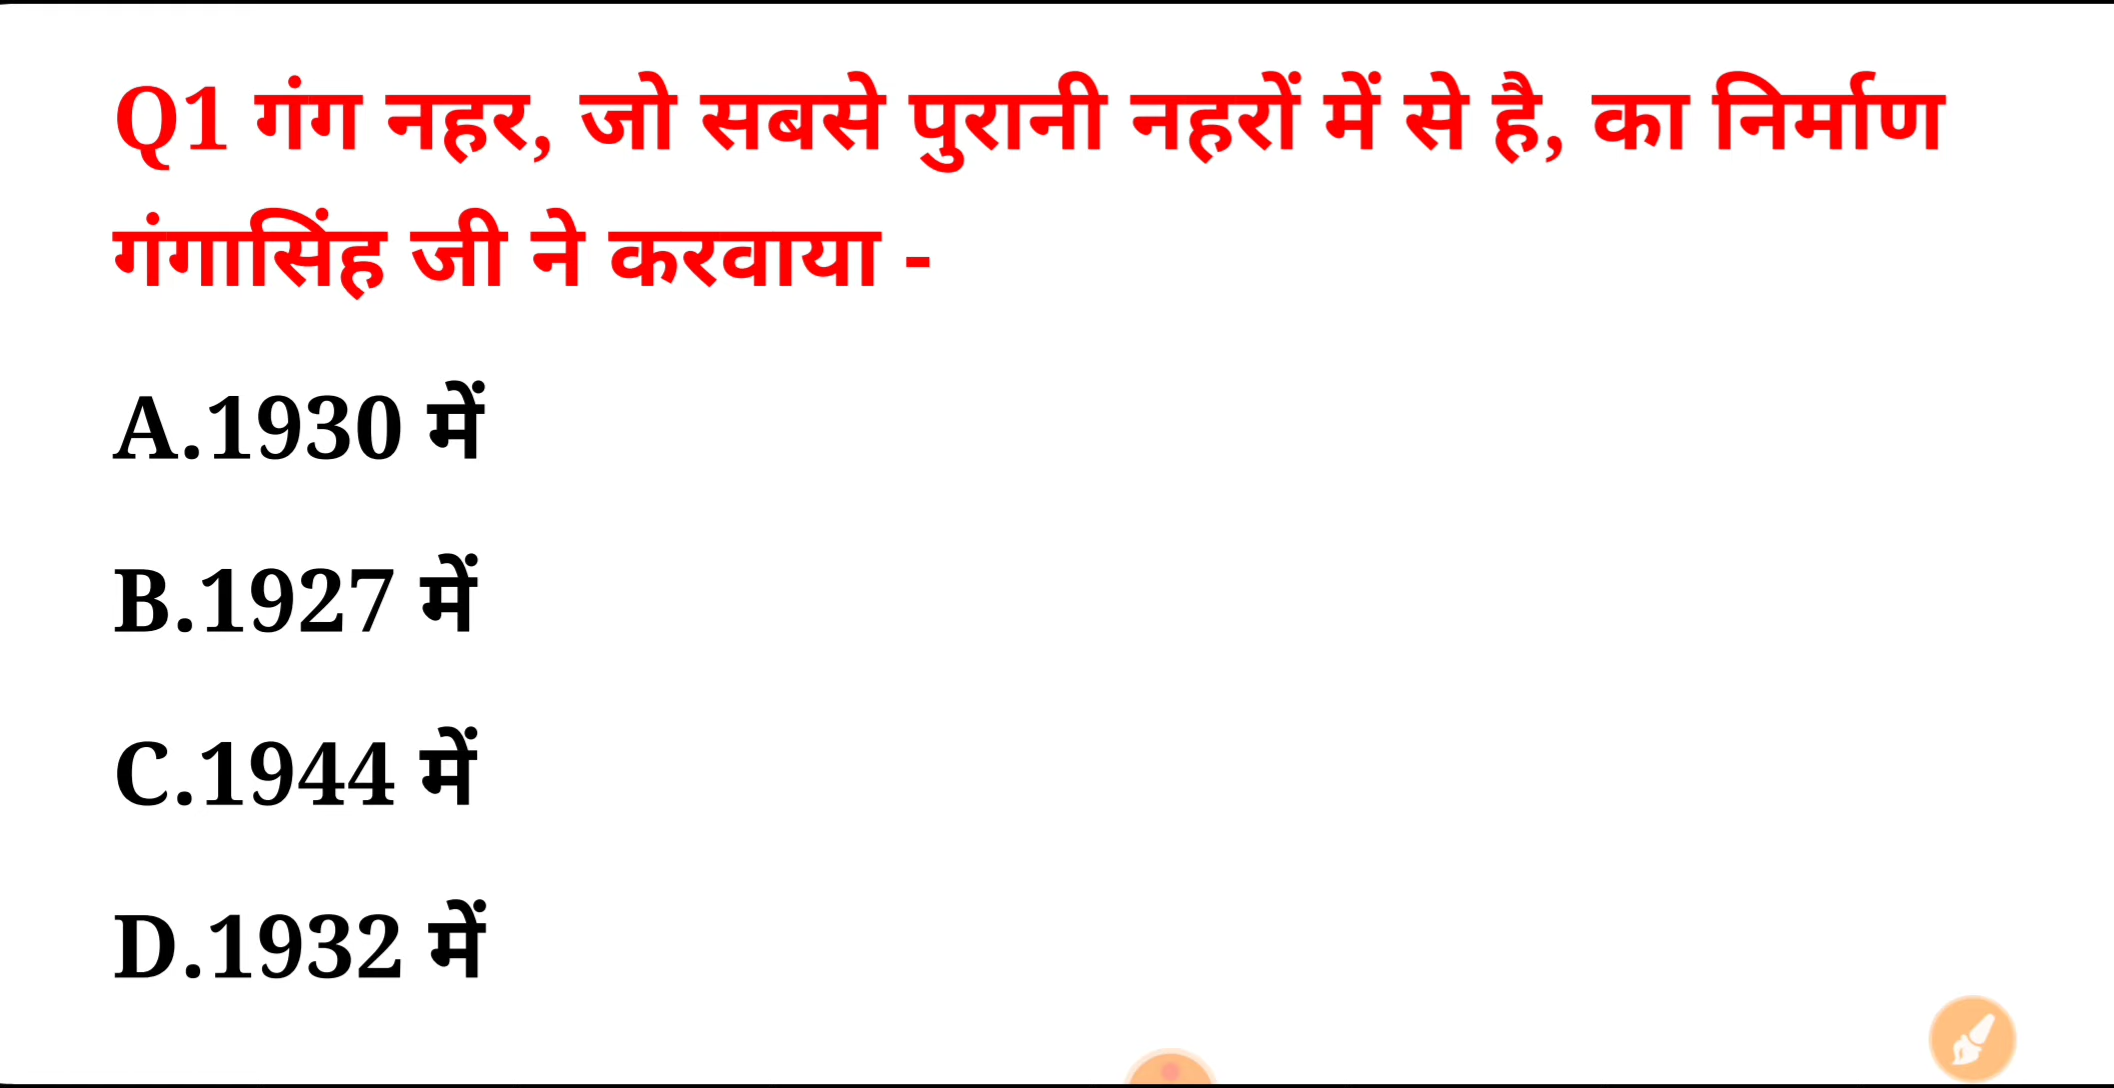 Q1 गंग नहर, जो सबसे पुरानी नहरों में से है, का निर्माण
गंगासिंह जी ने करवाया -
A.1930 में
B.1927 में
C.1944 में
D.1932 में